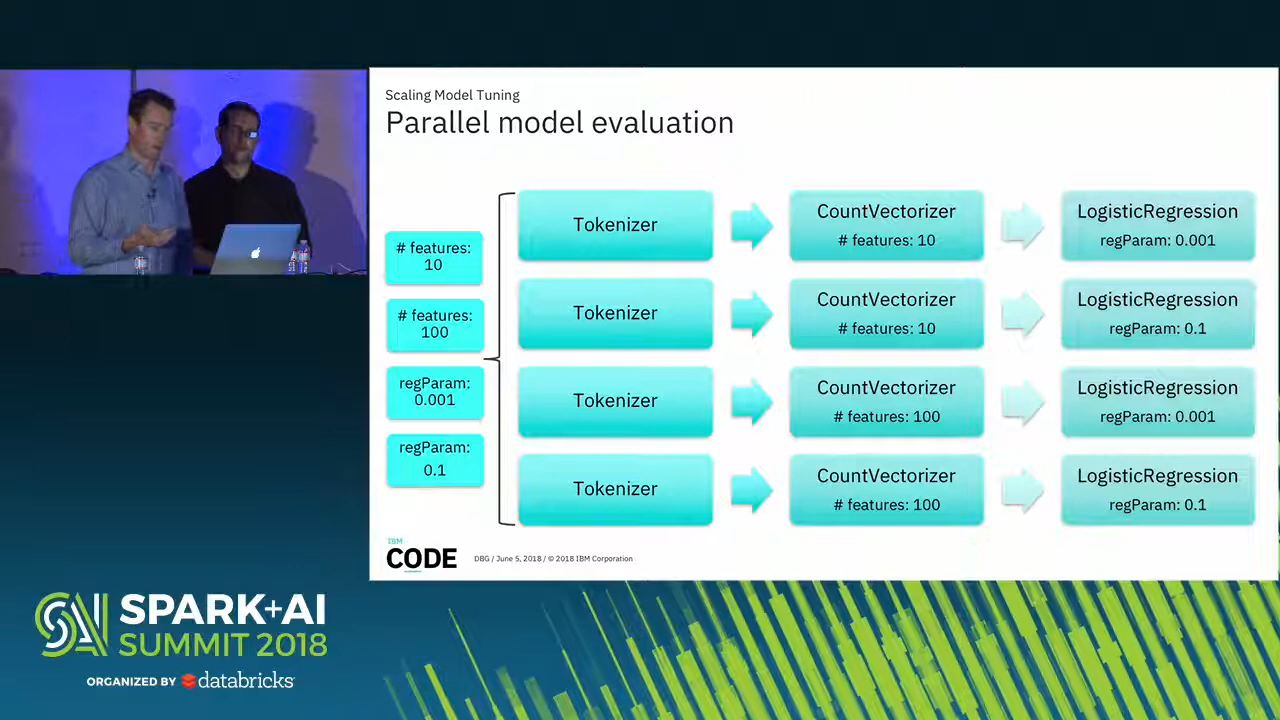 Scaling Model Tuning
Parallel model evaluation
# features:
10
# features:
100
regParam:
0.001
regParam:
0.1
Tokenizer
CountVectorizer
# features: 10
LogisticRegression
regParam: 0.001
Tokenizer
CountVectorizer
# features: 10
LogisticRegression
regParam: 0.1
Tokenizer
CountVectorizer
# features: 100
LogisticRegression
regParam: 0.001
Tokenizer
CountVectorizer
# features: 100
LogisticRegression
regParam: 0.1
IBM
CODE
DBG / June 5, 2018 / © 2018 IBM Corporation
SPARK+AI
SUMMIT 2018
ORGANIZED BY databricks